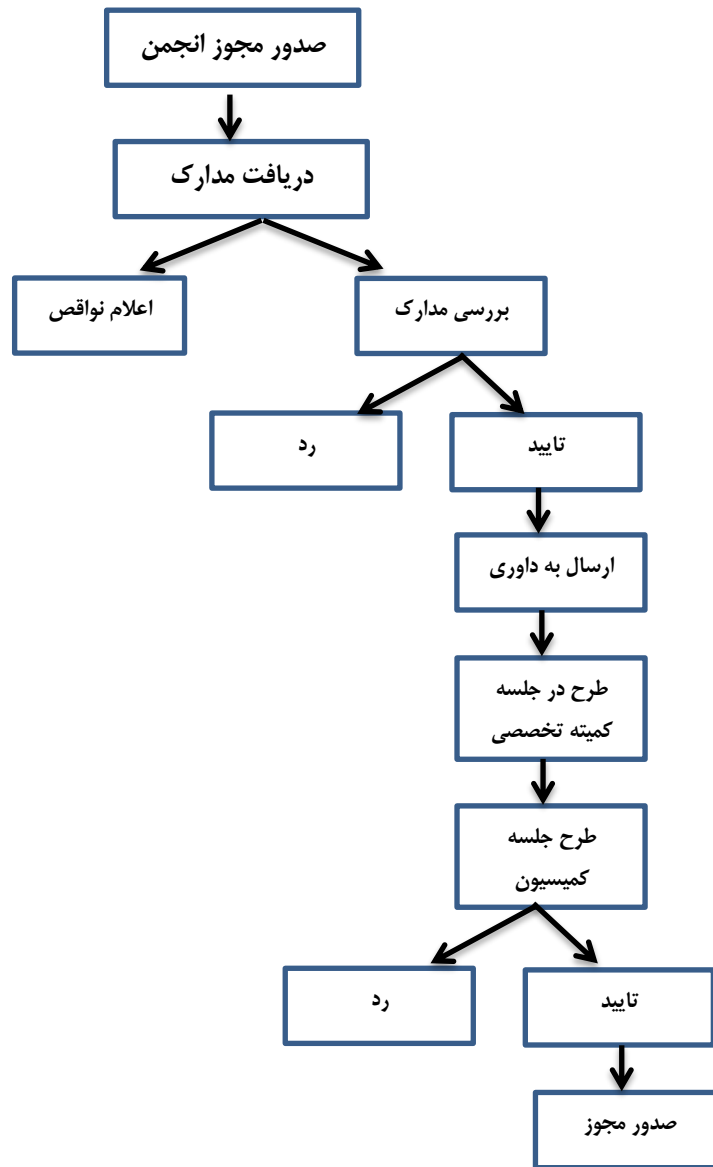 صدور مجوز انجمن
دریافت مدارک
بررسی مدارک
اعلام نواقص
تایید
رد
ارسال به داوری
طرح در جلسه
کمیته تخصصی
طرح جلسه
کمیسیون
تایید
رد
صدور مجوز